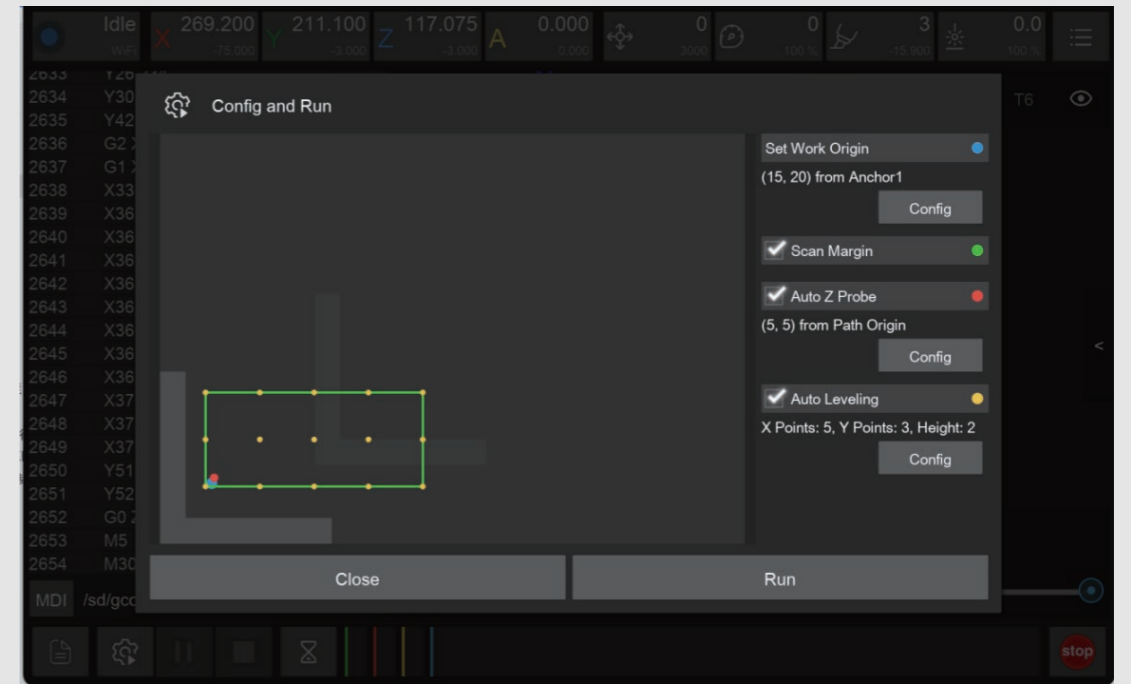 Idle 269.200 211.100 117.075 0.000 0 0 3 0.0
WiFi X -75.000 Y -3.000 Z -3.000 A 0.000 3000 100 % -15.900 100 %
2633
2634 Y30
2635 Y42
2636 G2
2637 G1
2638 X33
2639 X36
2640 X36
2641 X36
2642 X36
2643 X36
2644 X36
2645 X36
2646 X36
2647 X37
2648 X37
2649 X37
2650 Y51
2651 Y52
2652 G0 Z
2653 M5
2654 M30
T6
<
Config and Run
Set Work Origin
(15, 20) from Anchor1
Config
Scan Margin
Auto Z Probe
(5, 5) from Path Origin
Config
Auto Leveling
X Points: 5, Y Points: 3, Height: 2
Config
Close
Run
MDI /sd/gco
stop